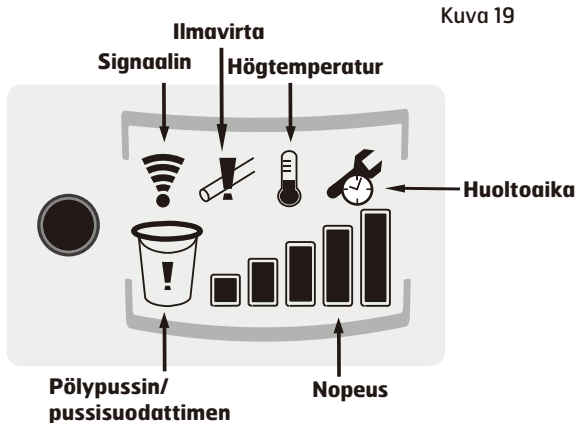 Kuva 19
Ilmavirta
Signaalin
Högtemperatur
Huoltoaika
Pölypussin/
pussisuodattimen
Nopeus